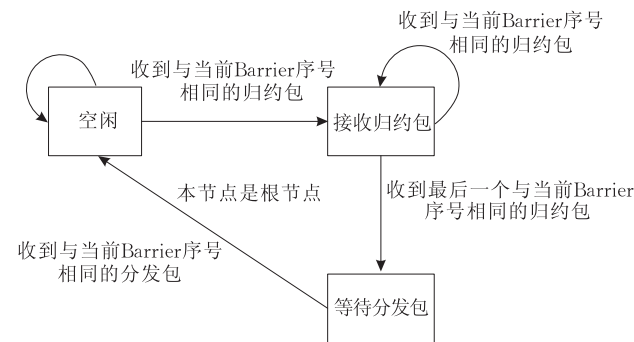 收到与当前Barrier序号
相同的归约包
收到与当前Barrier序号
相同的归约包
空闲
接收归约包
本节点是根节点
收到最后一个与当前Barrier
序号相同的归约包
收到与当前Barrier序号
相同的分发包
等待分发包